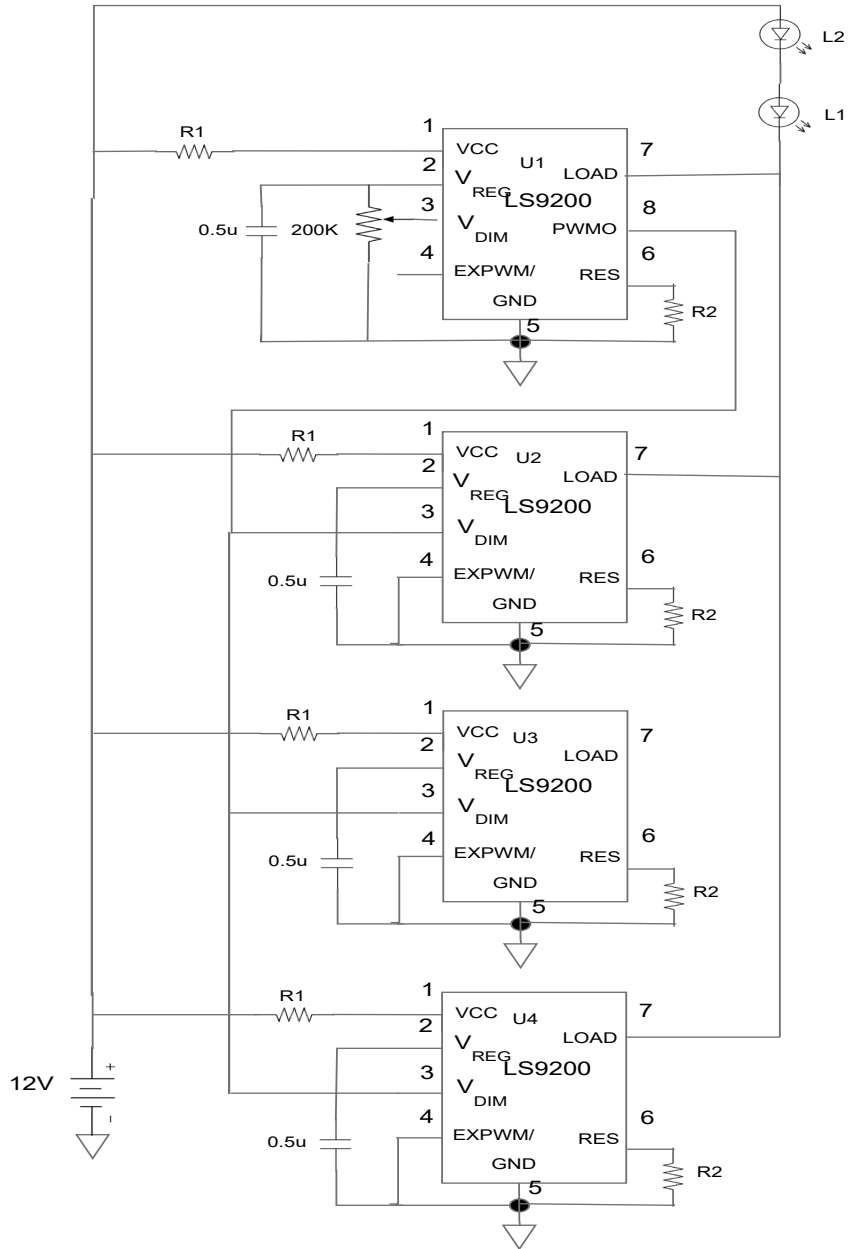 L2
L1
R1
1
2
3
4
VCC
VREG
VDIM
EXPWM/
GND
U1
LS9200
LOAD
PWMO
RES
7
8
6
5
0.5u
200K
R2
R1
1
2
3
4
VCC
VREG
VDIM
EXPWM/
GND
U2
LS9200
LOAD
RES
7
6
5
0.5u
R2
R1
1
2
3
4
VCC
VREG
VDIM
EXPWM/
GND
U3
LS9200
LOAD
RES
7
6
5
0.5u
R2
R1
1
2
3
4
VCC
VREG
VDIM
EXPWM/
GND
U4
LS9200
LOAD
RES
7
6
5
0.5u
R2
12V
+
-